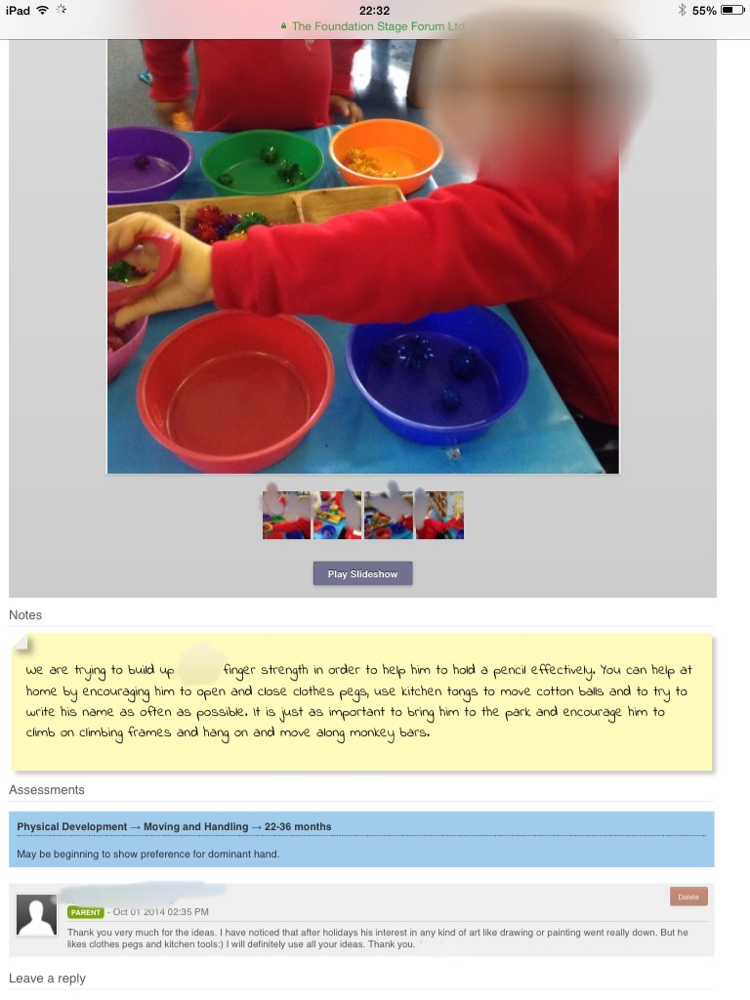 iPad 22:32 55%
The Foundation Stage Forum Ltd
Play Slideshow
Notes
We are trying to build up finger strength in order to help him to hold a pencil effectively. You can help at
home by encouraging him to open and close clothes pegs, use kitchen tongs to move cotton balls and to try to
write his name as often as possible. It is just as important to bring him to the park and encourage him to
climb on climbing frames and hang on and move along monkey bars.
Assessments
Physical Development → Moving and Handling → 22-36 months
May be beginning to show preference for dominant hand.
Delete
PARENT - Oct 01 2014 02:35 PM
Thank you very much for the ideas. I have noticed that after holidays his interest in any kind of art like drawing or painting went really down. But he
likes clothes pegs and kitchen tools:) I will definitely use all your ideas. Thank you.
Leave a reply